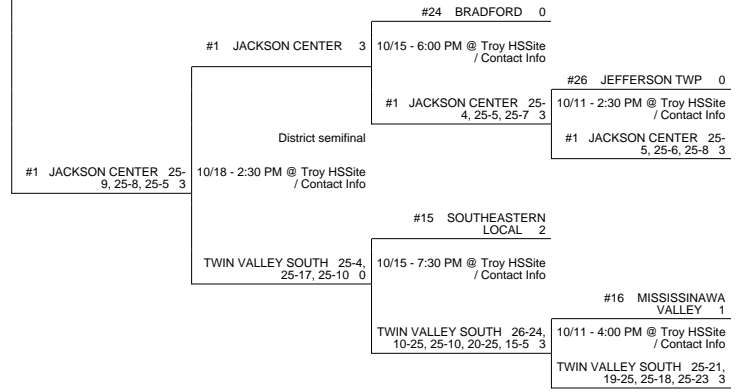 #24 BRADFORD 0
#1 JACKSON CENTER 3
10/15 - 6:00 PM @ Troy HSSite
/ Contact Info
#26 JEFFERSON TWP 0
#1 JACKSON CENTER 25-
4, 25-5, 25-7 3
10/11 - 2:30 PM @ Troy HSSite
/ Contact Info
District semifinal
#1 JACKSON CENTER 25-
5, 25-6, 25-8 3
#1 JACKSON CENTER 25-
9, 25-8, 25-5 3
10/18 - 2:30 PM @ Troy HSSite
/ Contact Info
#15 SOUTHEASTERN
LOCAL 2
TWIN VALLEY SOUTH 25-4,
25-17, 25-10 0
10/15 - 7:30 PM @ Troy HSSite
/ Contact Info
#16 MISSISSINAWA
VALLEY 1
TWIN VALLEY SOUTH 26-24,
10-25, 25-10, 20-25, 15-5 3
10/11 - 4:00 PM @ Troy HSSite
/ Contact Info
TWIN VALLEY SOUTH 25-21,
19-25, 25-18, 25-23 3